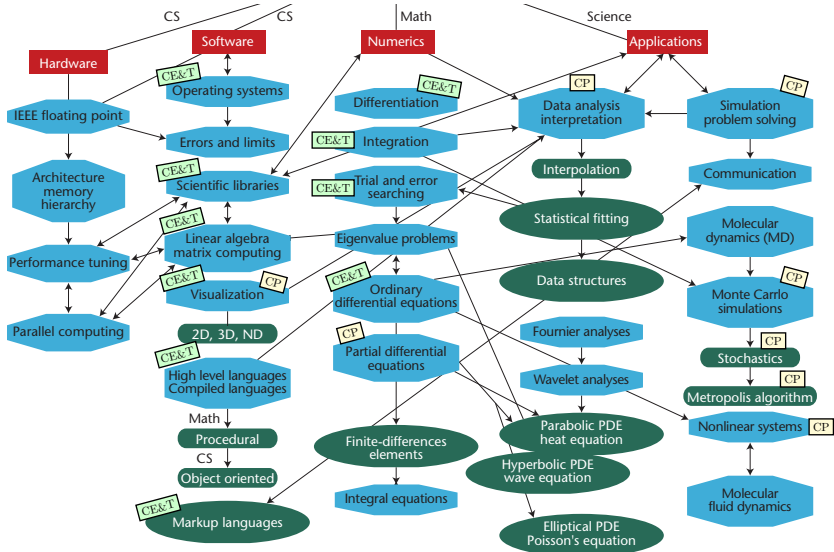 CS
CS
Math
Science
Hardware
Software
Numerics
Applications
CE&T
Operating systems
IEEE floating point
Errors and limits
Architecture
memory
hierarchy
CE&T
Scientific libraries
CE&T
Linear algebra
matrix computing
Performance tuning
CE&T
CP
Visualization
Parallel computing
2D, 3D, ND
CE&T
High level languages
Compiled languages
Math
Procedural
CS
Object oriented
CE&T
Markup languages
CE&T
Differentiation
CE&T
Integration
CE&T
Trial and error
searching
Eigenvalue problems
CE&T
Ordinary
differential equations
CP
Partial differential
equations
Finite-differences
elements
Integral equations
CP
Data analysis
interpretation
Interpolation
Statistical fitting
Data structures
Fournier analyses
Wavelet analyses
Parabolic PDE
heat equation
Hyperbolic PDE
wave equation
Elliptical PDE
Poisson's equation
CP
Simulation
problem solving
Communication
Molecular
dynamics (MD)
CP
Monte Carrlo
simulations
CP
Stochastics
CP
Metropolis algorithm
Nonlinear systems
CP
Molecular
fluid dynamics